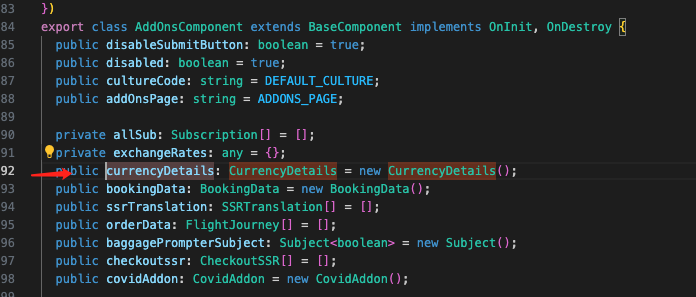 83 })
84 export class AddOnsComponent extends BaseComponent implements OnInit, OnDestroy {
85 public disableSubmitButton: boolean = true;
86 public disabled: boolean = true;
87 public cultureCode: string = DEFAULT_CULTURE;
88 public addOnsPage: string = ADDONS_PAGE;
89
90 private allSub: Subscription[] = [];
91 private exchangeRates: any = {};
92 public currencyDetails: CurrencyDetails = new CurrencyDetails();
93 public bookingData: BookingData = new BookingData();
94 public ssrTranslation: SSRTranslation[] = [];
95 public orderData: FlightJourney[] = [];
96 public baggagePrompterSubject: Subject<boolean> = new Subject();
97 public checkoutssr: CheckoutSSR[] = [];
98 public covidAddon: CovidAddon = new CovidAddon();